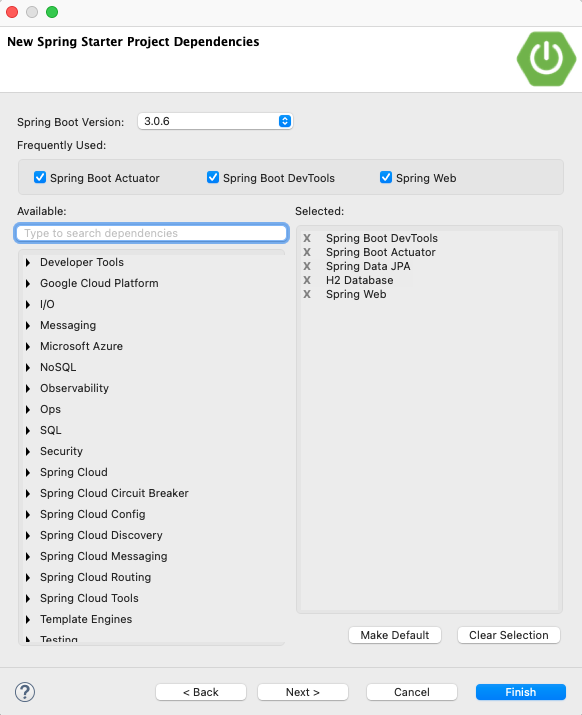 New Spring Starter Project Dependencies
Spring Boot Version: 3.0.6
Frequently Used:
Spring Boot Actuator Spring Boot DevTools Spring Web
Available:
Type to search dependencies
Developer Tools
Google Cloud Platform
I/O
Messaging
Microsoft Azure
NoSQL
Observability
Ops
SQL
Security
Spring Cloud
Spring Cloud Circuit Breaker
Spring Cloud Config
Spring Cloud Discovery
Spring Cloud Messaging
Spring Cloud Routing
Spring Cloud Tools
Template Engines
Testing
Selected:
X Spring Boot DevTools
X Spring Boot Actuator
X Spring Data JPA
X H2 Database
X Spring Web
Make Default Clear Selection
? < Back Next > Cancel Finish